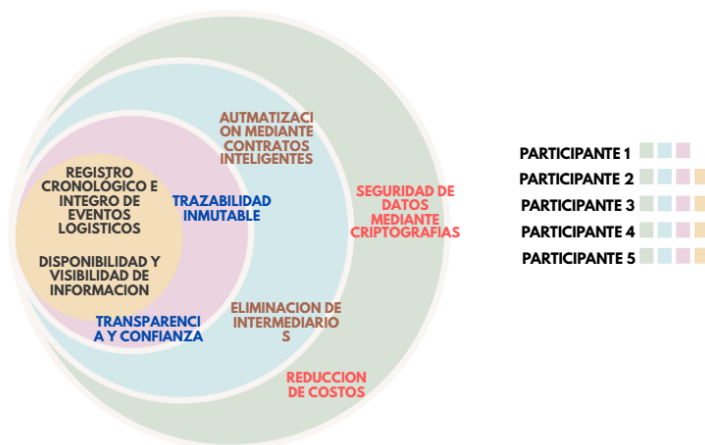 AUTMATIZACI
ON MEDIANTE
CONTRATOS
INTELIGENTES
REGISTRO
CRONOLÓGICO E
INTEGRO DE
EVENTOS
LOGISTICOS
TRAZABILIDAD
INMUTABLE
SEGURIDAD DE
DATOS
MEDIANTE
CRIPTOGRAFIAS
DISPONIBILIDAD Y
VISIBILIDAD DE
INFORMACION
TRANSPARENCI
A Y CONFIANZA
ELIMINACION DE
INTERMEDIARIO
S
REDUCCION
DE COSTOS
PARTICIPANTE 1
PARTICIPANTE 2
PARTICIPANTE 3
PARTICIPANTE 4
PARTICIPANTE 5